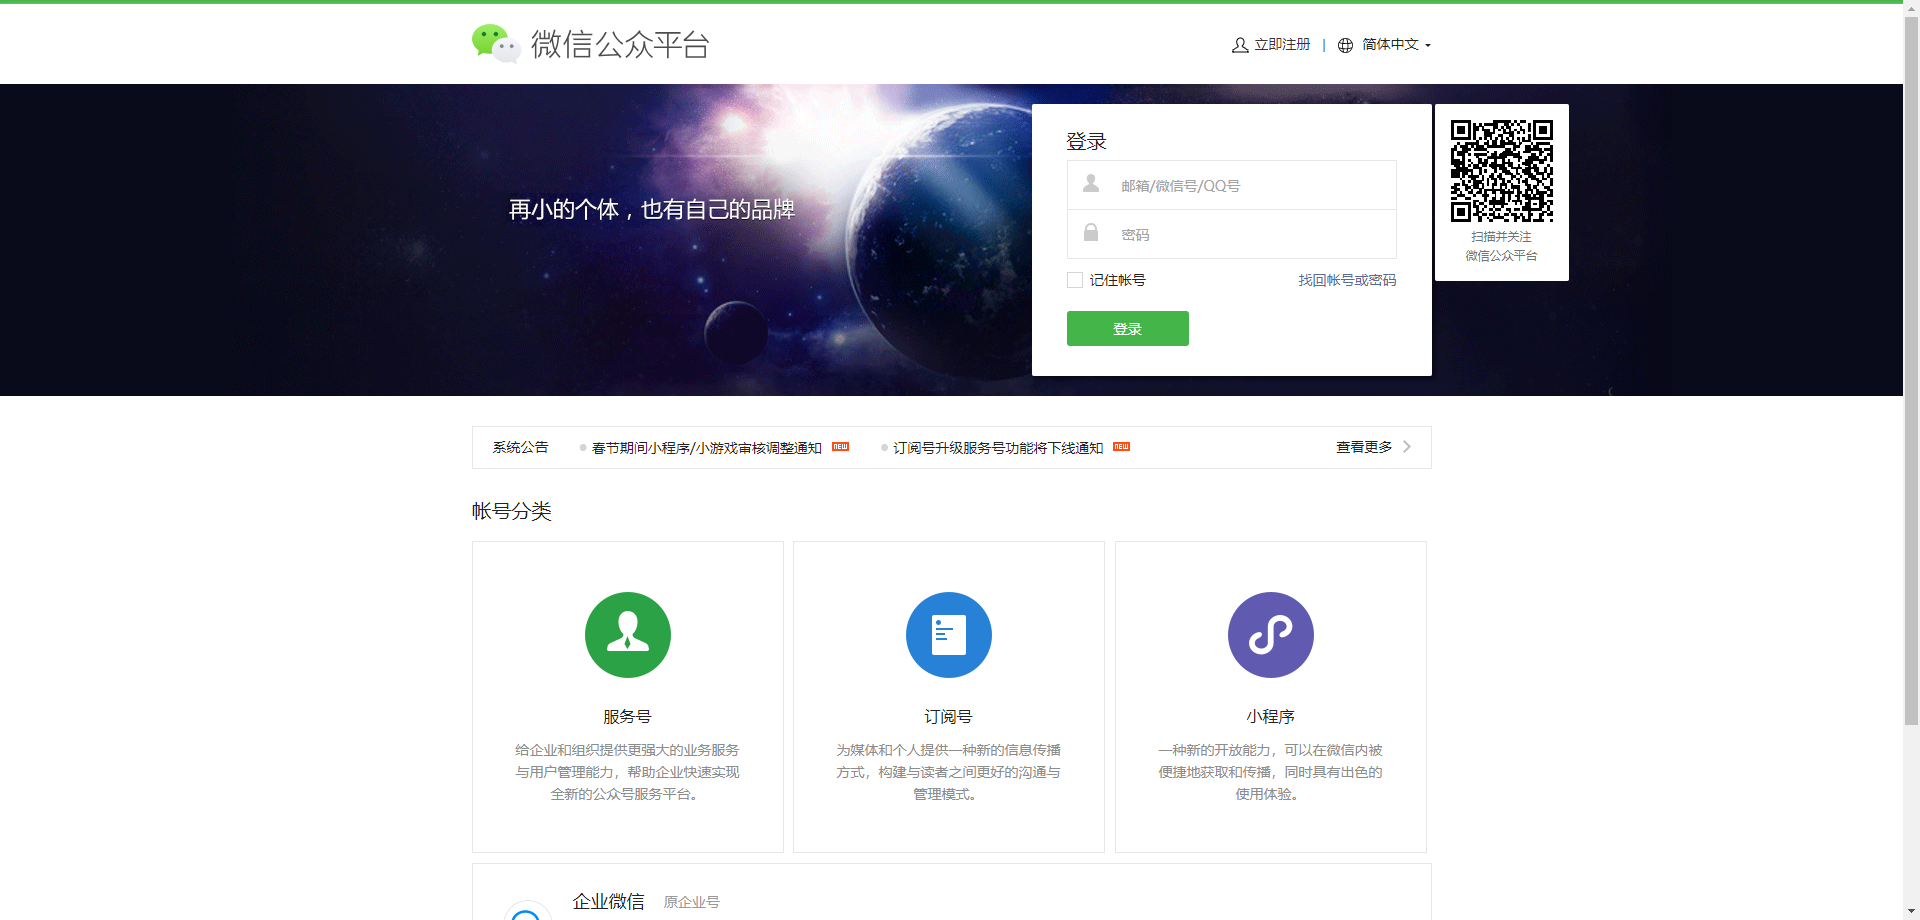 微信公众平台
立即注册 | 简体中文
再小的个体，也有自己的品牌
登录
邮箱/微信号/QQ号
密码
记住帐号 找回帐号或密码
登录
扫描并关注
微信公众平台
系统公告 春节期间小程序/小游戏审核调整通知 NEW 订阅号升级服务号功能将下线通知 NEW 查看更多
帐号分类
服务号
给企业和组织提供更强大的业务服务
与用户管理能力，帮助企业快速实现
全新的公众号服务平台。
订阅号
为媒体和个人提供一种新的信息传播
方式，构建与读者之间更好的沟通与
管理模式。
小程序
一种新的开放能力，可以在微信内被
便捷地获取和传播，同时具有出色的
使用体验。
企业微信 原企业号